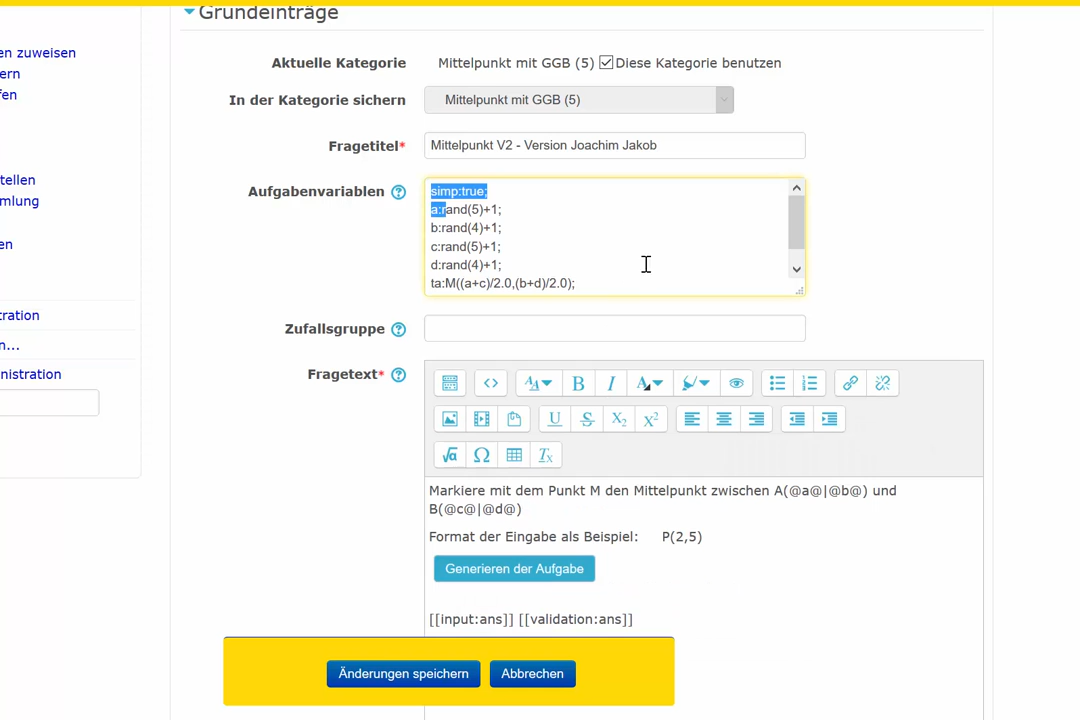 Grundeinträge
en zuweisen
ern
fen
tellen
mlung
en
tration
n...
nistration
Aktuelle Kategorie Mittelpunkt mit GGB (5) Diese Kategorie benutzen
In der Kategorie sichern Mittelpunkt mit GGB (5)
Fragetitel* Mittelpunkt V2 - Version Joachim Jakob
Aufgabenvariablen ?
simp:true;
a:rand(5)+1;
b:rand(4)+1;
c:rand(5)+1;
d:rand(4)+1;
ta:M((a+c)/2.0,(b+d)/2.0);
Zufallsgruppe ?
Fragetext* ?
Markiere mit dem Punkt M den Mittelpunkt zwischen A(@a@|@b@) und
B(@c@|@d@)
Format der Eingabe als Beispiel: P(2,5)
Generieren der Aufgabe
[[input:ans]] [[validation:ans]]
Änderungen speichern Abbrechen